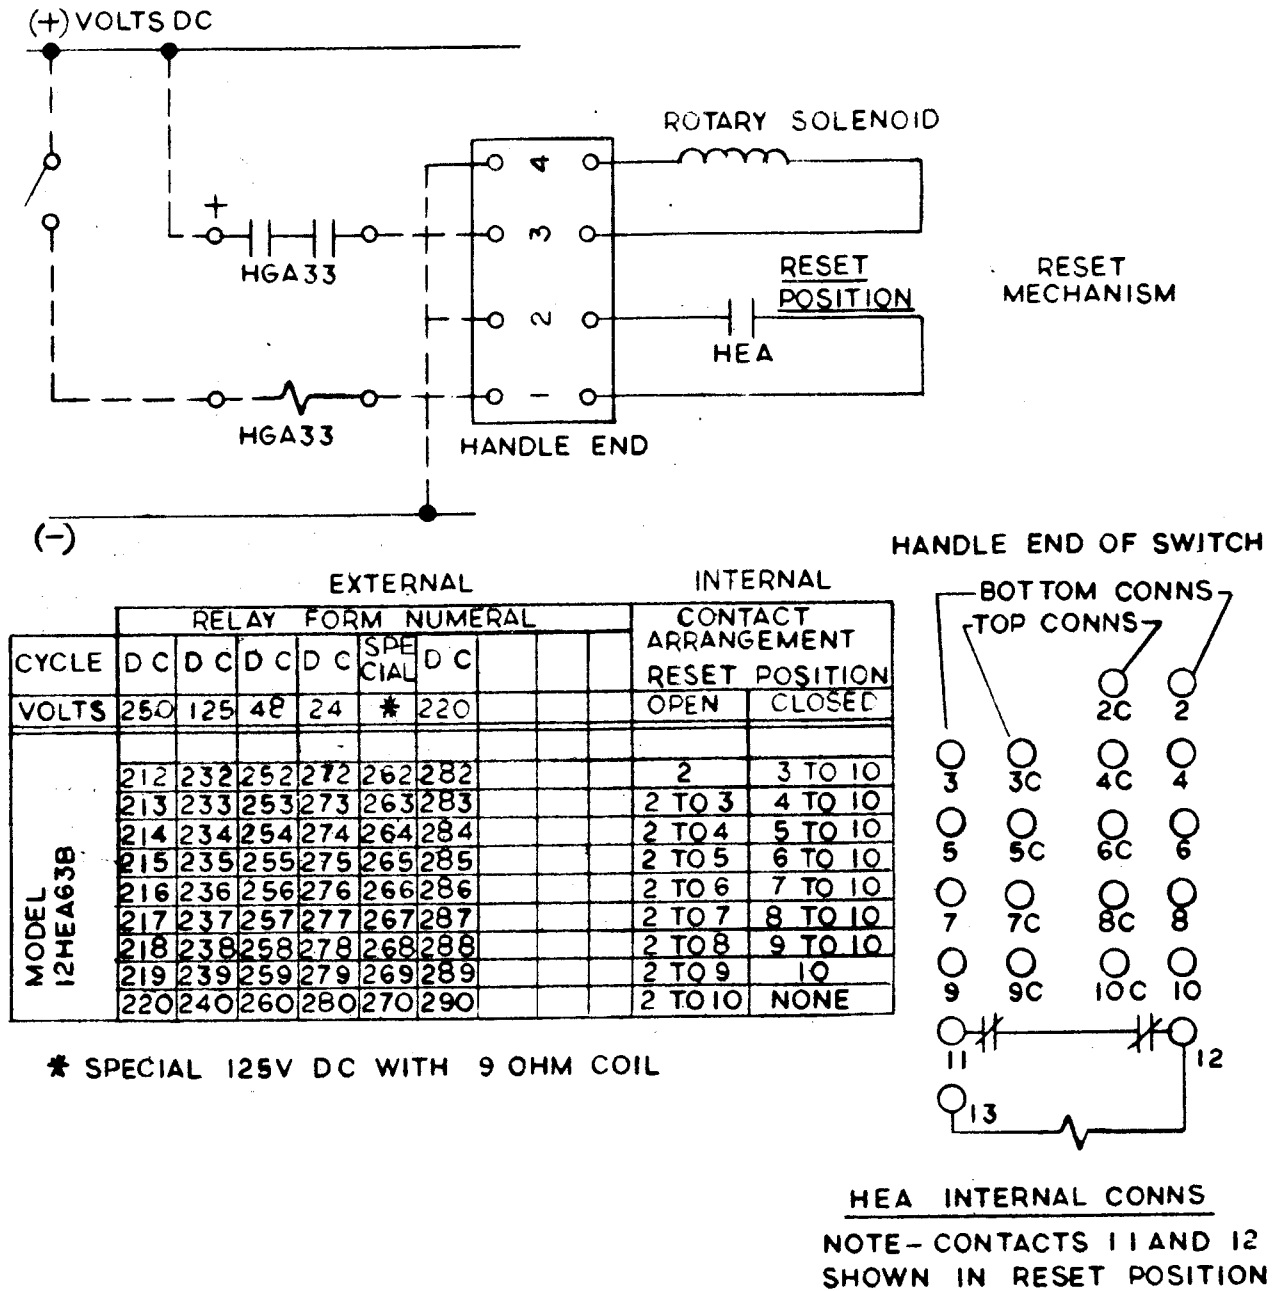 (+) VOLTS DC
ROTARY SOLENOID
4
+
3
HGA33
RESET
POSITION
RESET
MECHANISM
2
HEA
1
HGA33
HANDLE END
(-)
HANDLE END OF SWITCH
EXTERNAL INTERNAL
BOTTOM CONNS
TOP CONNS
RELAY FORM NUMERAL CONTACT
ARRANGEMENT
CYCLE DC DC DC DC SPE DC
CIAL
RESET POSITION
VOLTS 250 125 48 24 * 220 OPEN CLOSED
MODEL
12HEA63B
212 232 252 272 262 282 2 3 TO 10
213 233 253 273 263 283 2 TO 3 4 TO 10
214 234 254 274 264 284 2 TO 4 5 TO 10
215 235 255 275 265 285 2 TO 5 6 TO 10
216 236 256 276 266 286 2 TO 6 7 TO 10
217 237 257 277 267 287 2 TO 7 8 TO 10
218 238 258 278 268 288 2 TO 8 9 TO 10
219 239 259 279 269 289 2 TO 9 10
220 240 260 280 270 290 2 TO 10 NONE
2C 2
3 3C 4C 4
5 5C 6C 6
7 7C 8C 8
9 9C 10C 10
11 12
13
* SPECIAL 125V DC WITH 9 OHM COIL
HEA INTERNAL CONNS
NOTE- CONTACTS 11 AND 12
SHOWN IN RESET POSITION